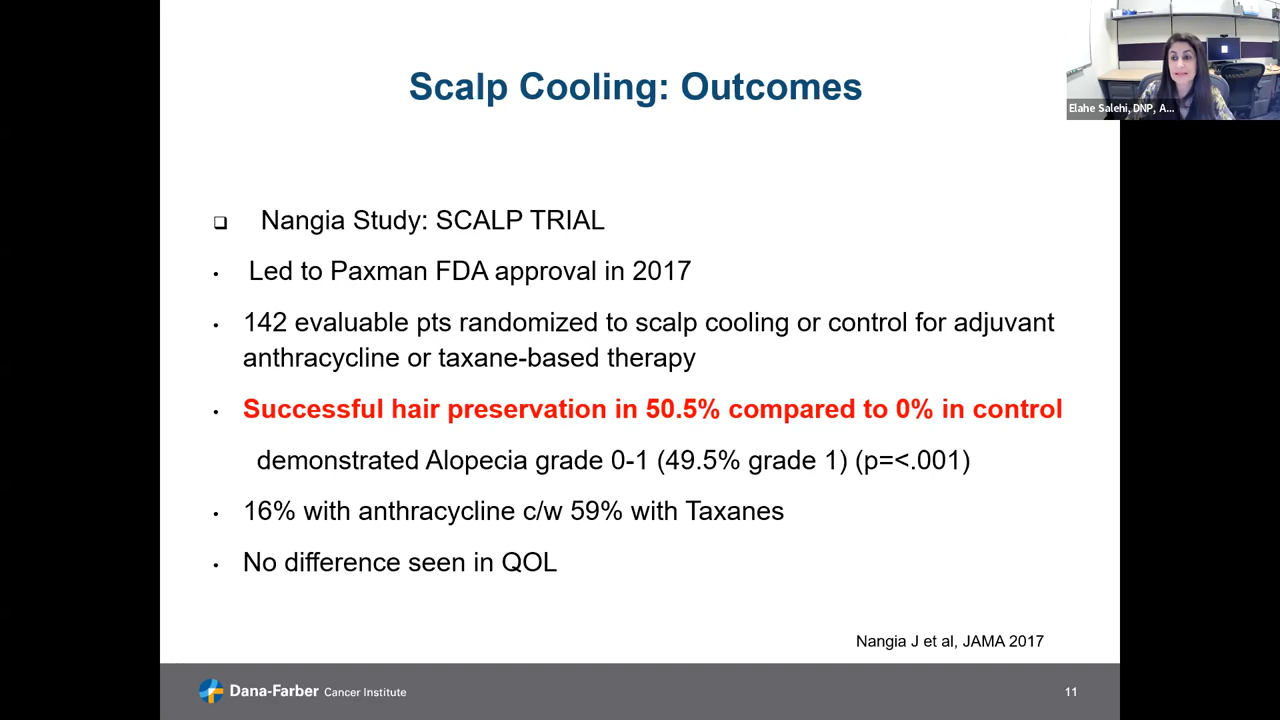 Scalp Cooling: Outcomes
Elahe Salehi, DNP, A...
❑ Nangia Study: SCALP TRIAL
• Led to Paxman FDA approval in 2017
• 142 evaluable pts randomized to scalp cooling or control for adjuvant
anthracycline or taxane-based therapy
• Successful hair preservation in 50.5% compared to 0% in control
demonstrated Alopecia grade 0-1 (49.5% grade 1) (p=<.001)
• 16% with anthracycline c/w 59% with Taxanes
• No difference seen in QOL
Nangia J et al, JAMA 2017
Dana-Farber Cancer Institute
11